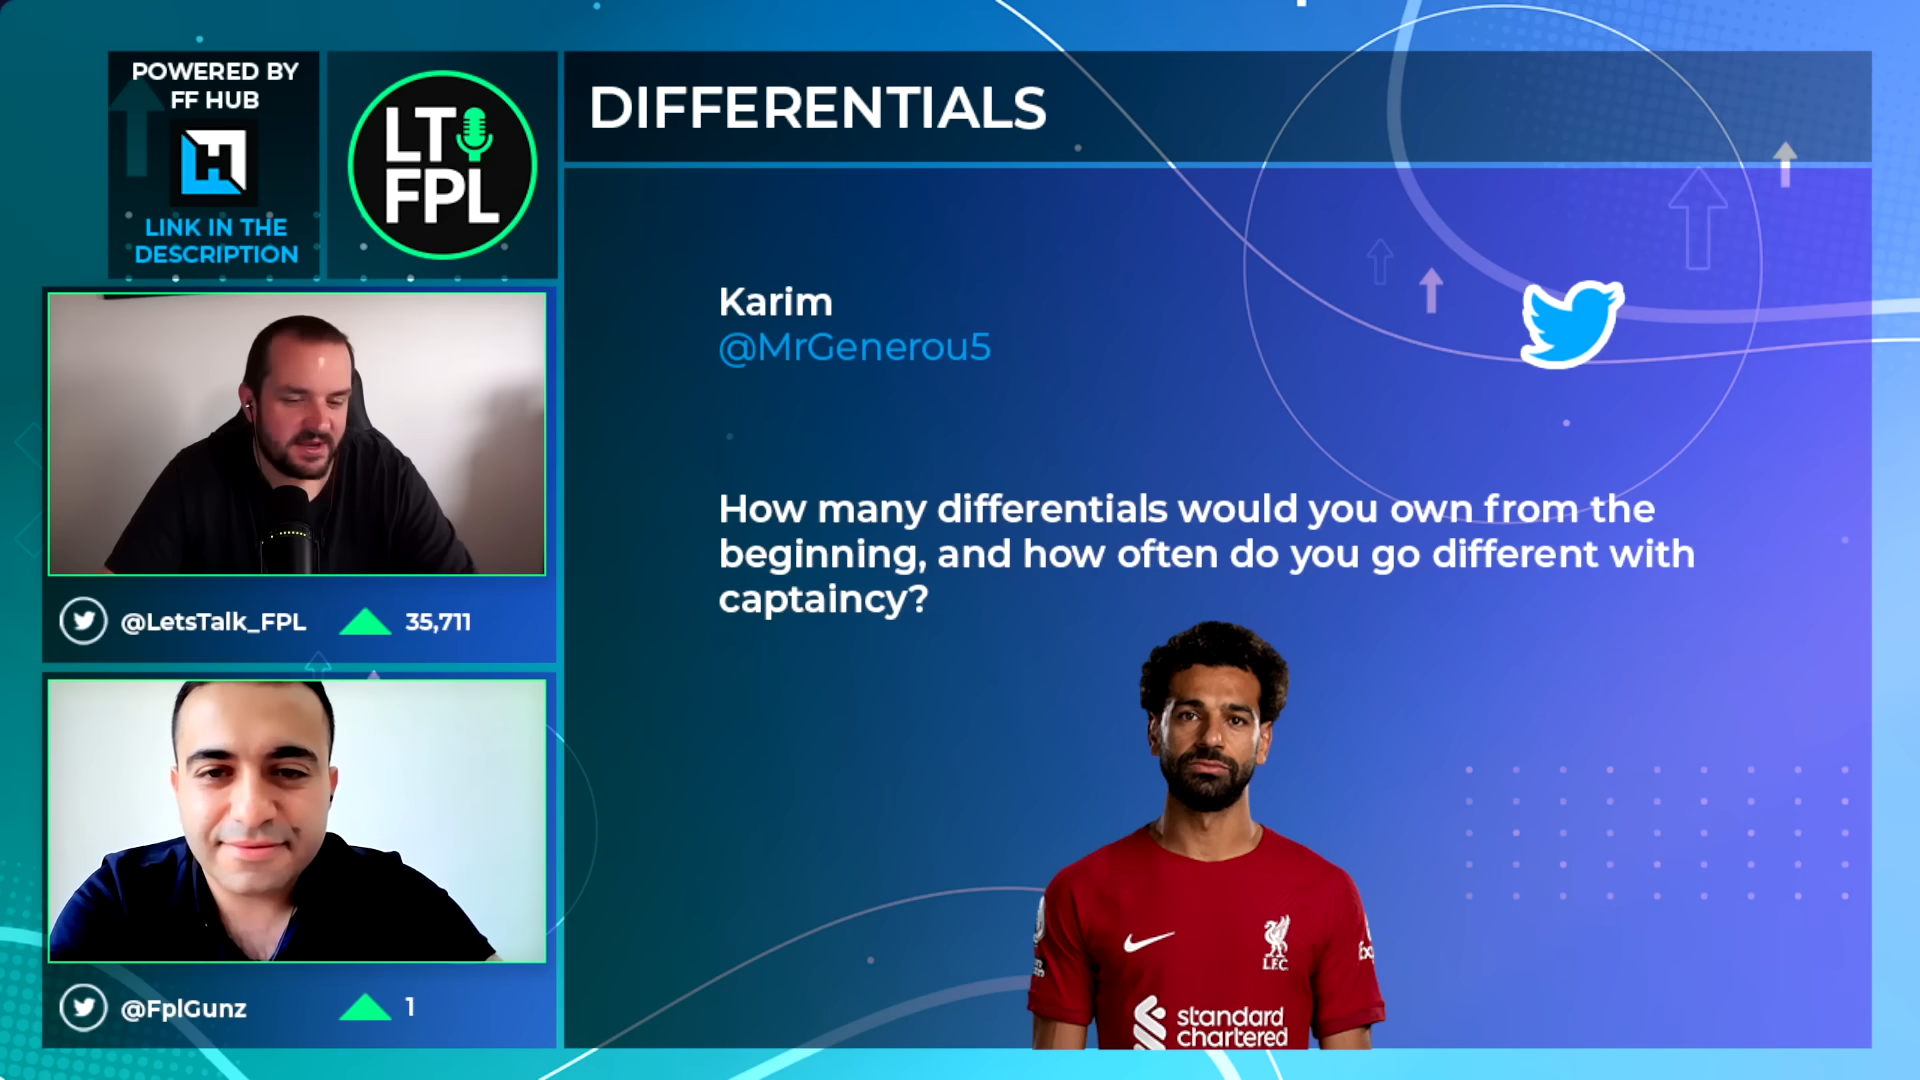 POWERED BY
FF HUB
LINK IN THE
DESCRIPTION
LT
FPL
DIFFERENTIALS
Karim
@MrGenerou5
How many differentials would you own from the
beginning, and how often do you go different with
captaincy?
@LetsTalk_FPL
35,711
@FplGunz
1
L.F.C.
standard
chartered